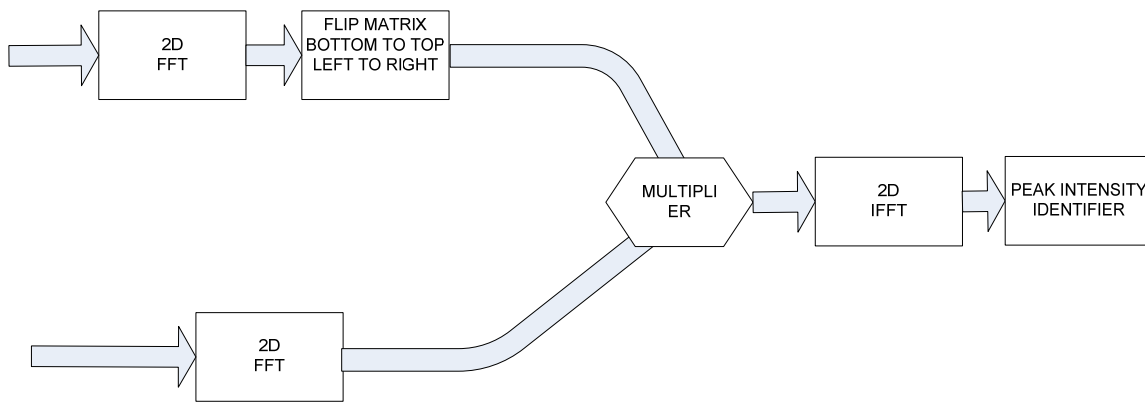 2D
FFT
FLIP MATRIX
BOTTOM TO TOP
LEFT TO RIGHT
MULTIPLI
ER
2D
IFFT
PEAK INTENSITY
IDENTIFIER
2D
FFT